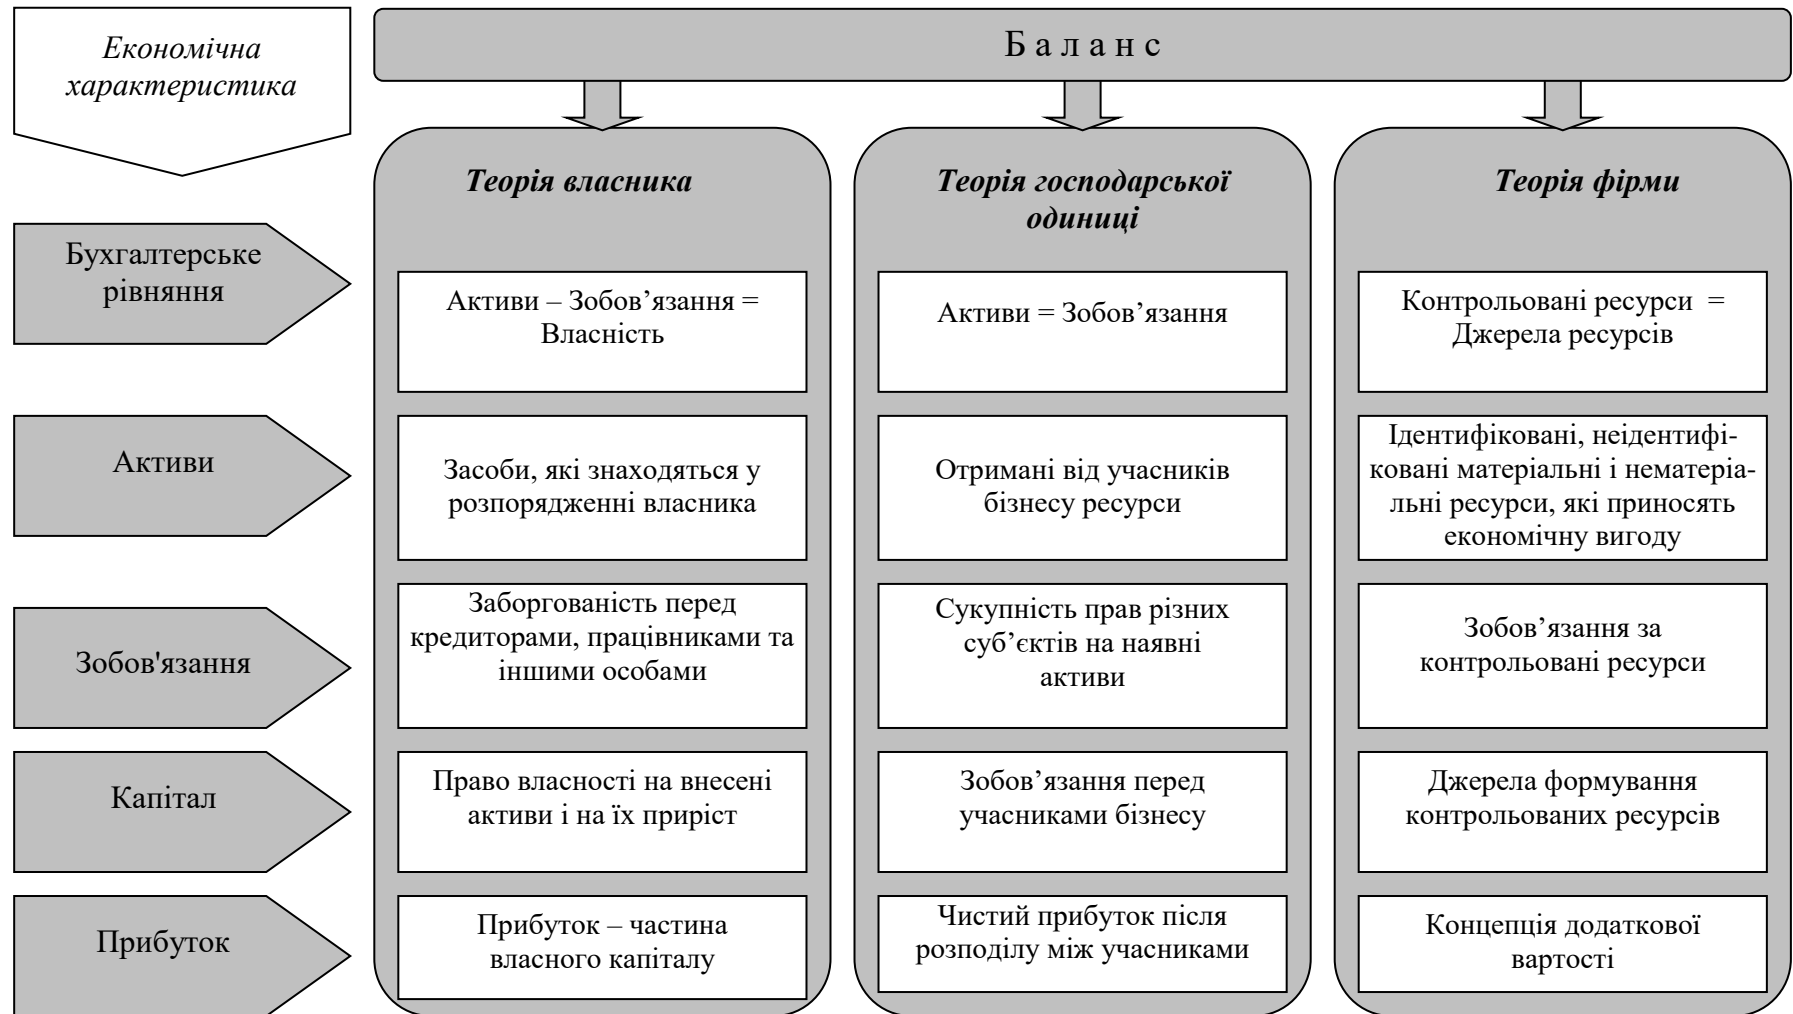 Економічна
характеристика
Б а л а н с
Теорія власника
Теорія господарської
одиниці
Теорія фірми
Бухгалтерське
рівняння
Активи – Зобов’язання =
Власність
Активи = Зобов’язання
Контрольовані ресурси =
Джерела ресурсів
Активи
Засоби, які знаходяться у
розпорядженні власника
Отримані від учасників
бізнесу ресурси
Ідентифіковані, неідентифі-
ковані матеріальні і нематеріа-
льні ресурси, які приносять
економічну вигоду
Зобов'язання
Заборгованість перед
кредиторами, працівниками та
іншими особами
Сукупність прав різних
суб’єктів на наявні
активи
Зобов’язання за
контрольовані ресурси
Капітал
Право власності на внесені
активи і на їх приріст
Зобов’язання перед
учасниками бізнесу
Джерела формування
контрольованих ресурсів
Прибуток
Прибуток – частина
власного капіталу
Чистий прибуток після
розподілу між учасниками
Концепція додаткової
вартості